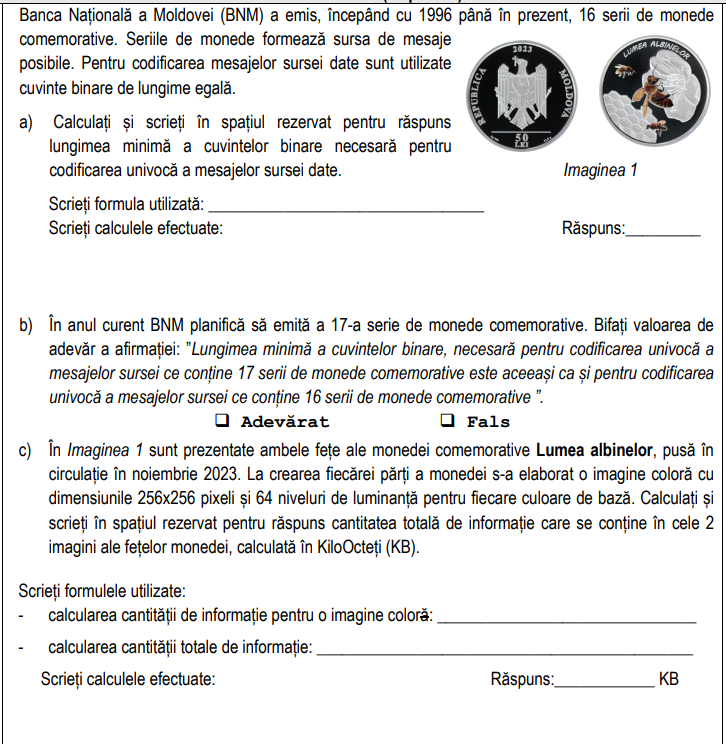 Banca Națională a Moldovei (BNM) a emis, începând cu 1996 până în prezent, 16 serii de monede
comemorative. Seriile de monede formează sursa de mesaje
posibile. Pentru codificarea mesajelor sursei date sunt utilizate
cuvinte binare de lungime egală.
2023
REPUBLICA
MOLDOVA
50
LEI
LUMEA ALBINELOR
a) Calculați și scrieți în spațiul rezervat pentru răspuns
lungimea minimă a cuvintelor binare necesară pentru
codificarea univocă a mesajelor sursei date.
Imaginea 1
Scrieți formula utilizată: _________________________________
Scrieți calculele efectuate: Răspuns:_________
b) În anul curent BNM planifică să emită a 17-a serie de monede comemorative. Bifați valoarea de
adevăr a afirmației: ”Lungimea minimă a cuvintelor binare, necesară pentru codificarea univocă a
mesajelor sursei ce conține 17 serii de monede comemorative este aceeași ca și pentru codificarea
univocă a mesajelor sursei ce conține 16 serii de monede comemorative ”.
❑ Adevărat ❑ Fals
c) În Imaginea 1 sunt prezentate ambele fețe ale monedei comemorative Lumea albinelor, pusă în
circulație în noiembrie 2023. La crearea fiecărei părți a monedei s-a elaborat o imagine coloră cu
dimensiunile 256x256 pixeli și 64 niveluri de luminanță pentru fiecare culoare de bază. Calculați și
scrieți în spațiul rezervat pentru răspuns cantitatea totală de informație care se conține în cele 2
imagini ale fețelor monedei, calculată în KiloOcteți (KB).
Scrieți formulele utilizate:
- calcularea cantității de informație pentru o imagine coloră: _______________________________
- calcularea cantității totale de informație: _____________________________________________
Scrieți calculele efectuate: Răspuns:____________ KB